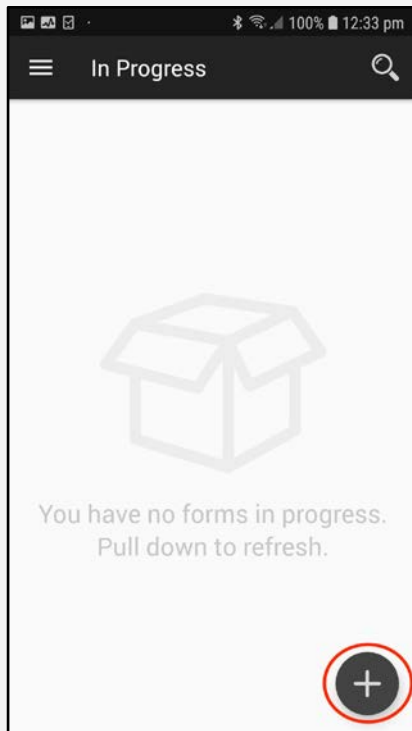 100% 12:33 pm
In Progress
You have no forms in progress.
Pull down to refresh.
+